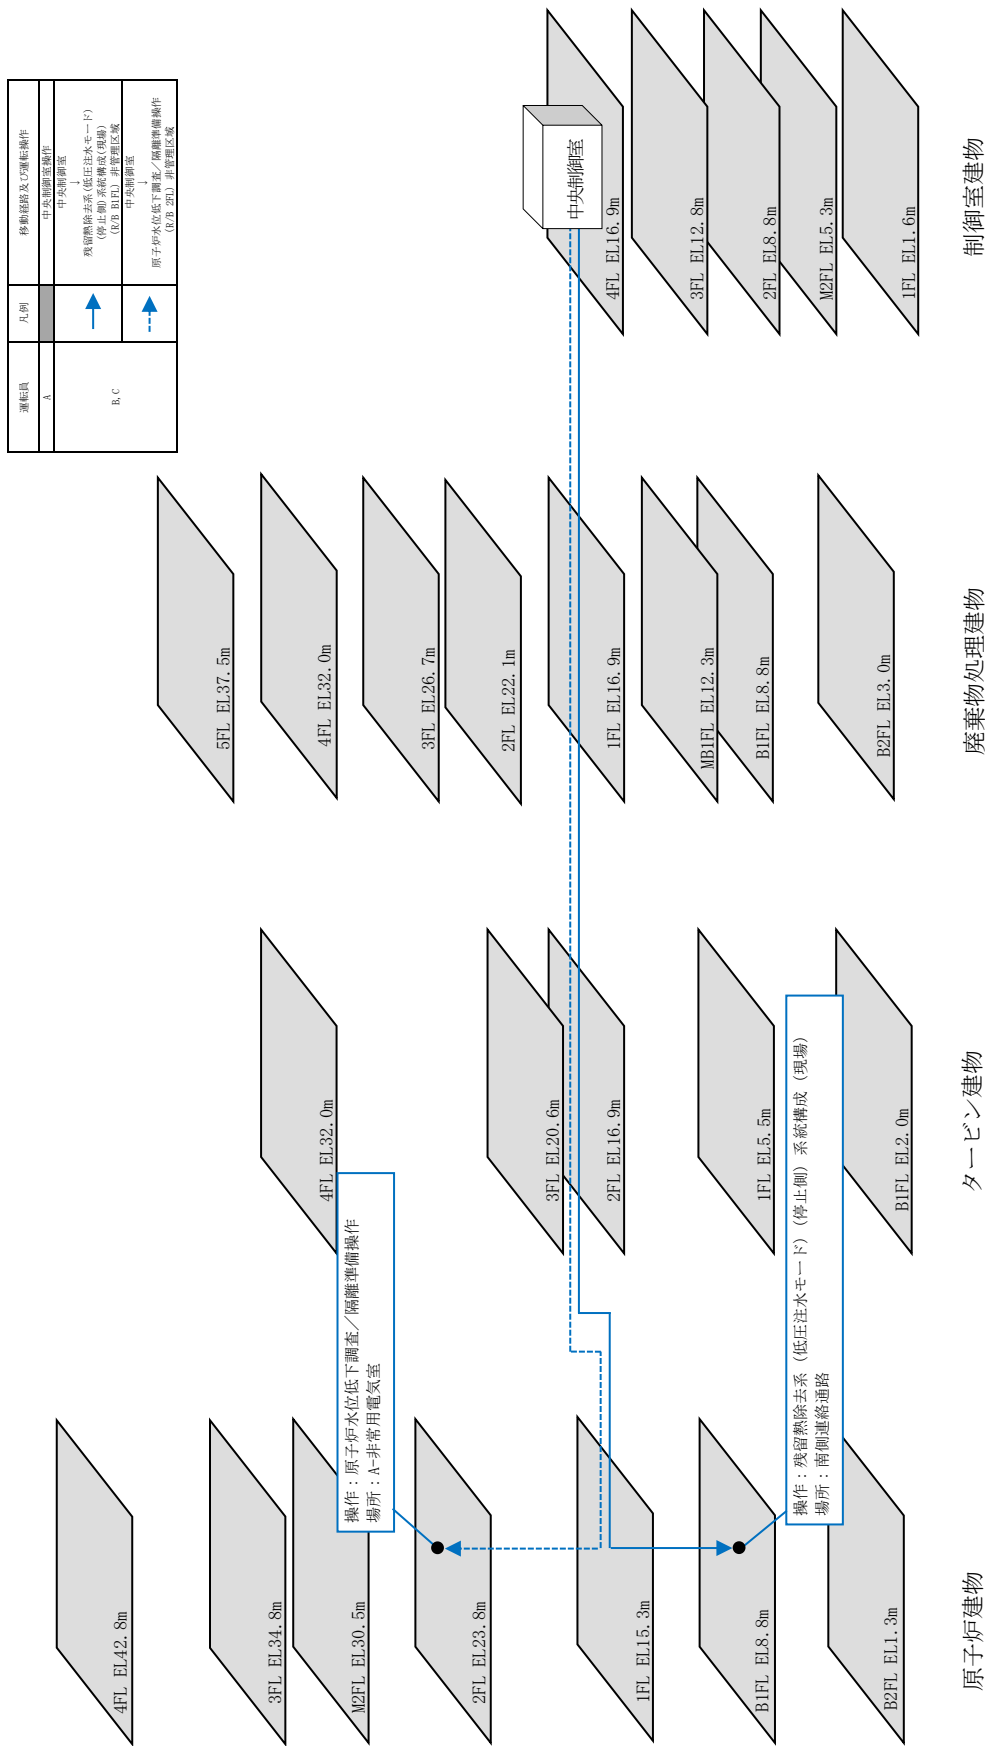 運転員
凡例
移動経路及び運転操作
A
中央制御室操作
B,C
中央制御室
↓
残留熱除去系(低圧注水モード)
(停止側)系統構成(現場)
(R/B B1FL) 非管理区域
中央制御室
↓
原子炉水位低下調査／隔離準備操作
(R/B 2FL) 非管理区域
4FL EL42.8m
3FL EL34.8m
M2FL EL30.5m
2FL EL23.8m
1FL EL15.3m
B1FL EL8.8m
B2FL EL1.3m
原子炉建物
操作：原子炉水位低下調査／隔離準備操作
場所：A-非常用電気室
操作：残留熱除去系（低圧注水モード）（停止側）系統構成（現場）
場所：南側連絡通路
4FL EL32.0m
3FL EL20.6m
2FL EL16.9m
1FL EL5.5m
B1FL EL2.0m
タービン建物
5FL EL37.5m
4FL EL32.0m
3FL EL26.7m
2FL EL22.1m
1FL EL16.9m
MB1FL EL12.3m
B1FL EL8.8m
B2FL EL3.0m
廃棄物処理建物
中央制御室
4FL EL16.9m
3FL EL12.8m
2FL EL8.8m
M2FL EL5.3m
1FL EL1.6m
制御室建物